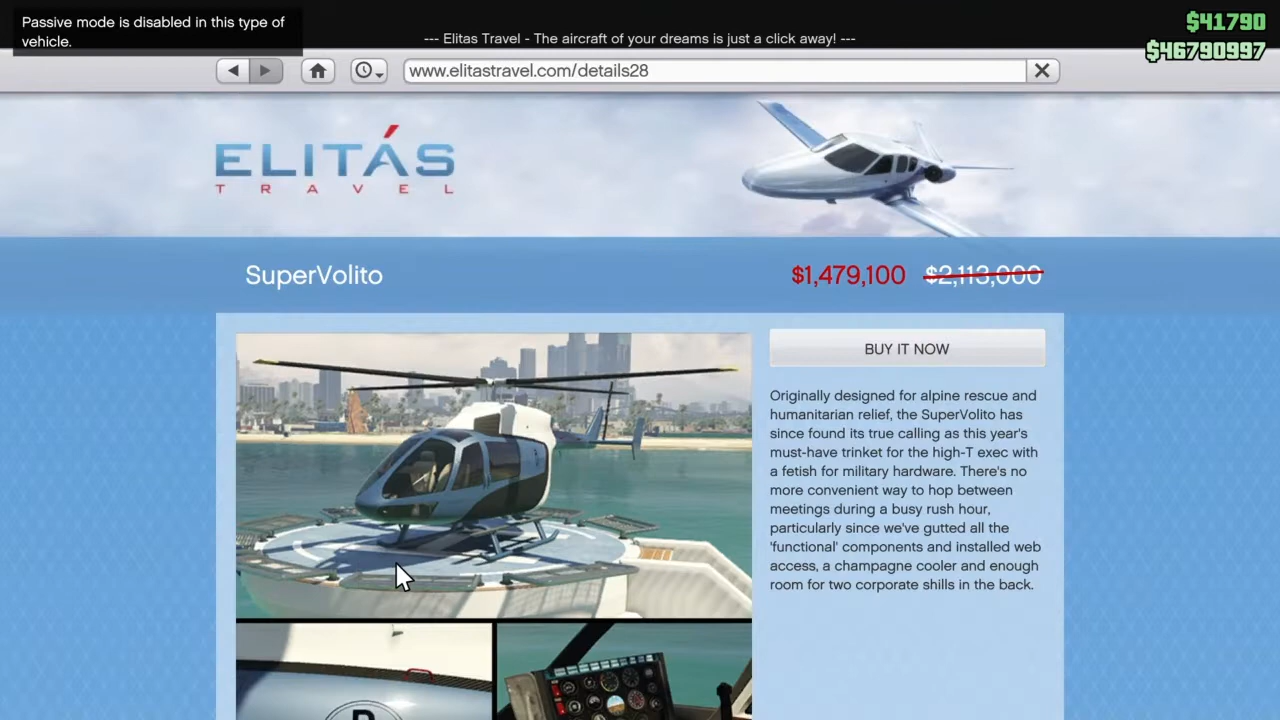 Passive mode is disabled in this type of
vehicle.
--- Elitas Travel - The aircraft of your dreams is just a click away! ---
$41790
$46790997
www.elitastravel.com/details28
ELITÁS
TRAVEL
SuperVolito
$1,479,100 $2,113,000
BUY IT NOW
Originally designed for alpine rescue and
humanitarian relief, the SuperVolito has
since found its true calling as this year's
must-have trinket for the high-T exec with
a fetish for military hardware. There's no
more convenient way to hop between
meetings during a busy rush hour,
particularly since we've gutted all the
'functional' components and installed web
access, a champagne cooler and enough
room for two corporate shills in the back.